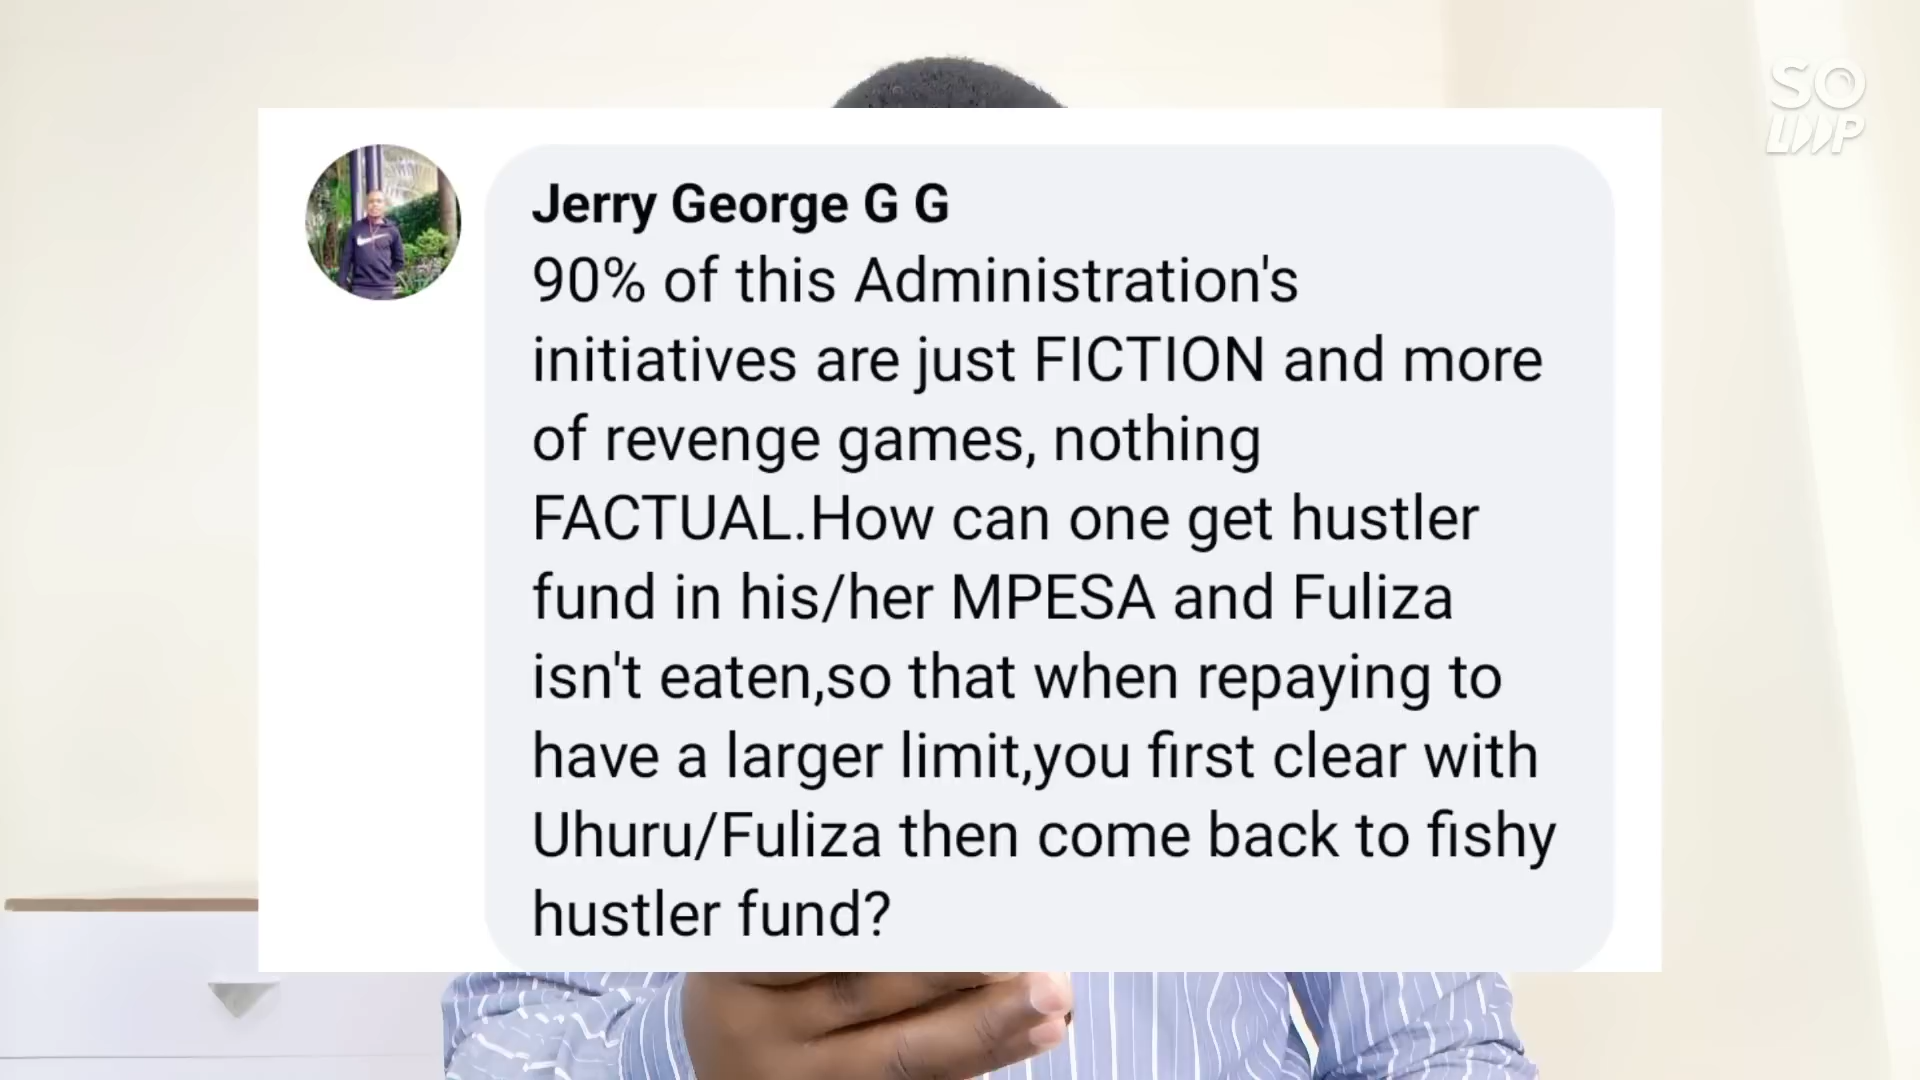 SO
LOOP
Jerry George G G
90% of this Administration's
initiatives are just FICTION and more
of revenge games, nothing
FACTUAL.How can one get hustler
fund in his/her MPESA and Fuliza
isn't eaten,so that when repaying to
have a larger limit,you first clear with
Uhuru/Fuliza then come back to fishy
hustler fund?